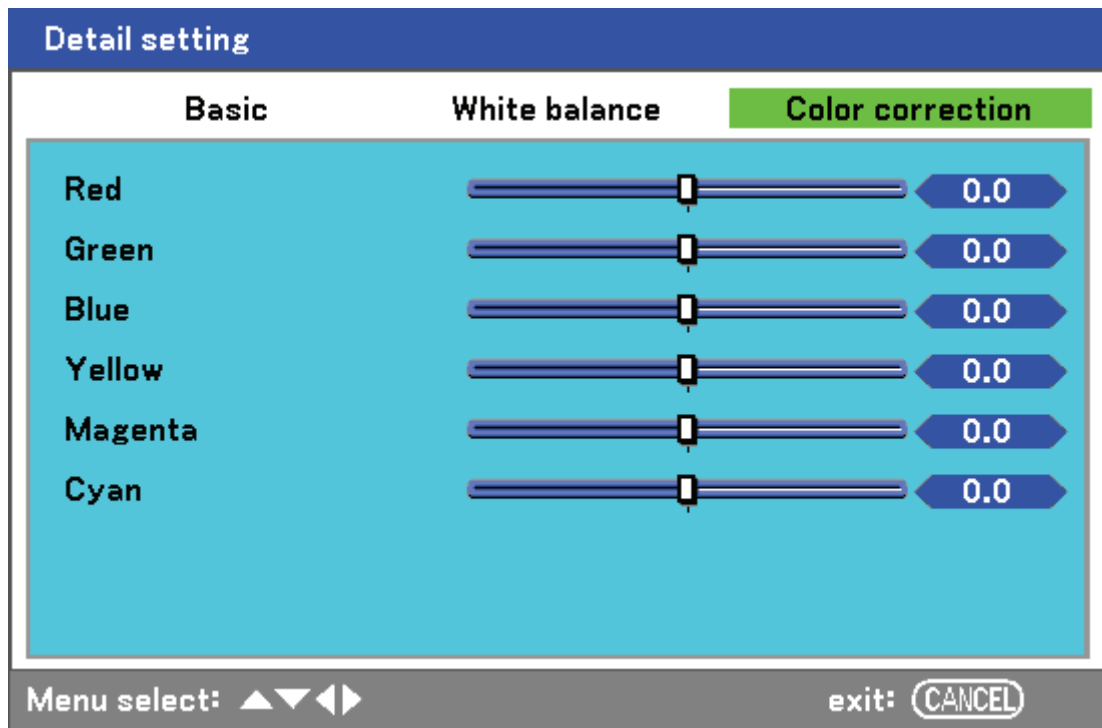 Detail setting
Basic White balance Color correction
Red 0.0
Green 0.0
Blue 0.0
Yellow 0.0
Magenta 0.0
Cyan 0.0
Menu select: ▲▼◀▶ exit: CANCEL